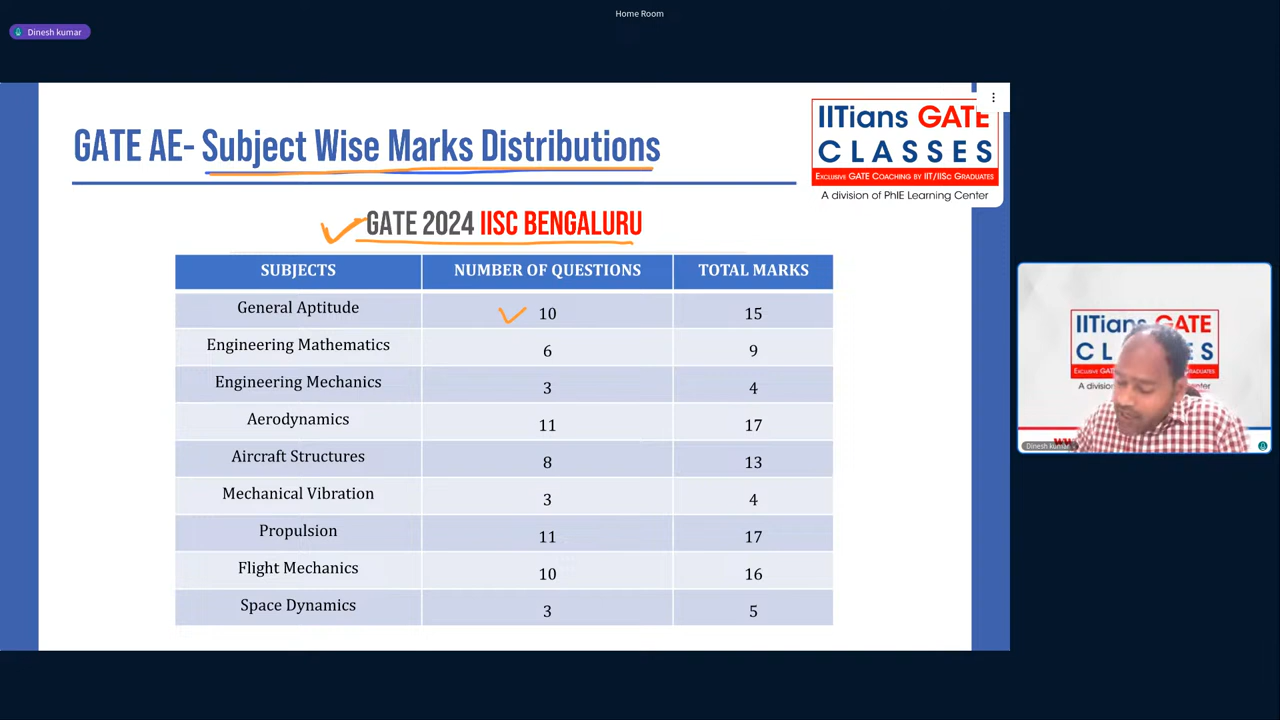 Home Room
Dinesh kumar
GATE AE- Subject Wise Marks Distributions
IITians GATE
CLASSES
EXCLUSIVE GATE COACHING BY IIT/IISc GRADUATES
A division of PhIE Learning Center
GATE 2024 IISC BENGALURU
SUBJECTS NUMBER OF QUESTIONS TOTAL MARKS
General Aptitude 10 15
Engineering Mathematics 6 9
Engineering Mechanics 3 4
Aerodynamics 11 17
Aircraft Structures 8 13
Mechanical Vibration 3 4
Propulsion 11 17
Flight Mechanics 10 16
Space Dynamics 3 5
IITians GATE
A division
Dinesh kumar